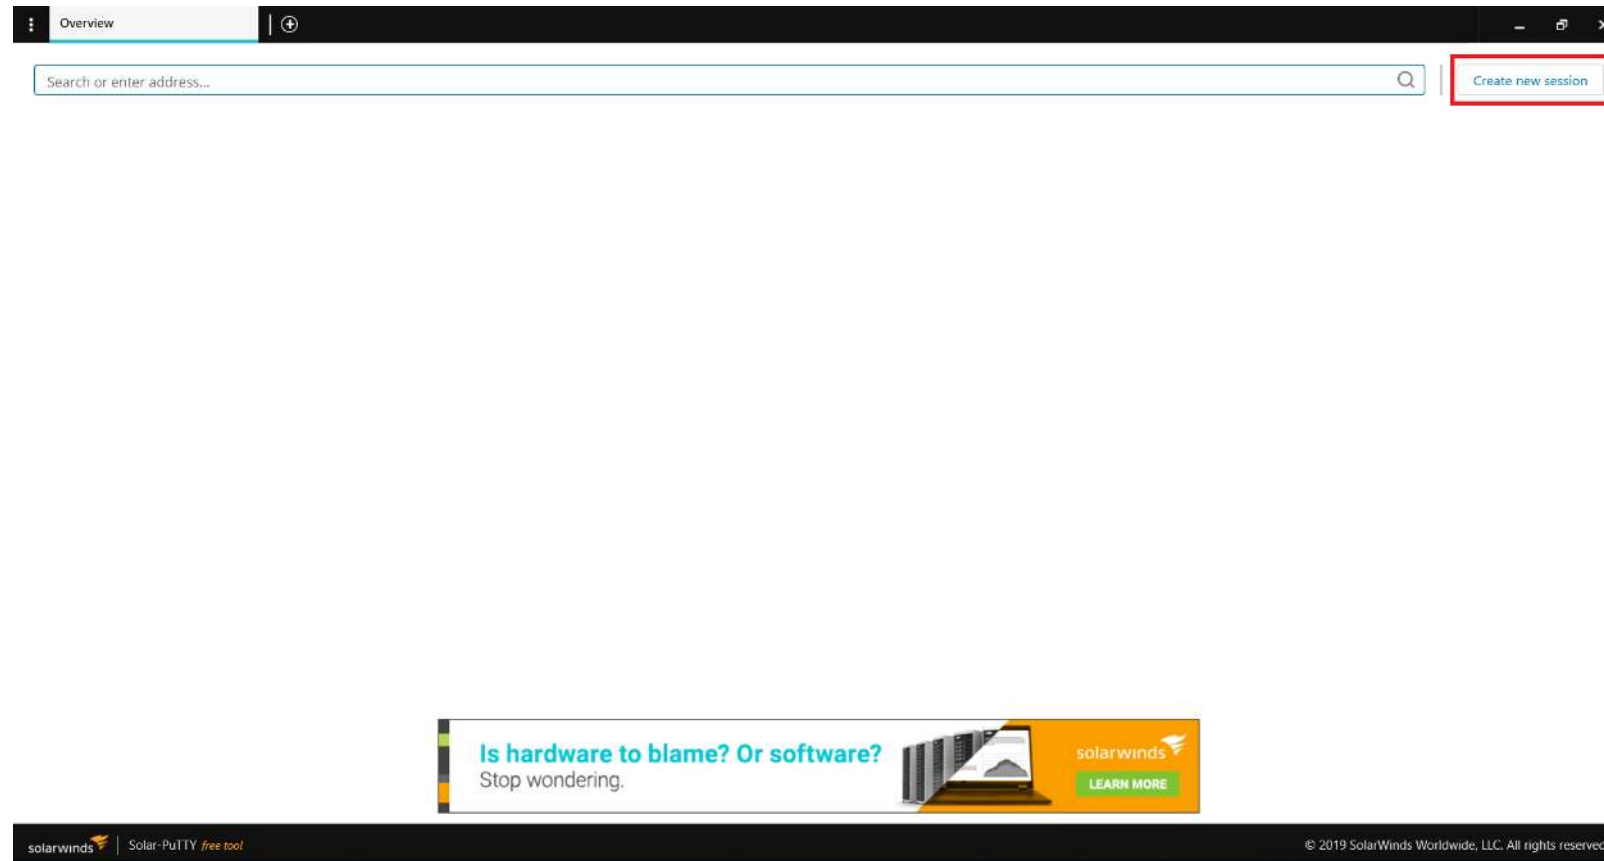 Overview
Search or enter address...
Create new session
Is hardware to blame? Or software?
Stop wondering.
solarwinds
LEARN MORE
solarwinds
Solar-PuTTY free tool
© 2019 SolarWinds Worldwide, LLC. All rights reserved